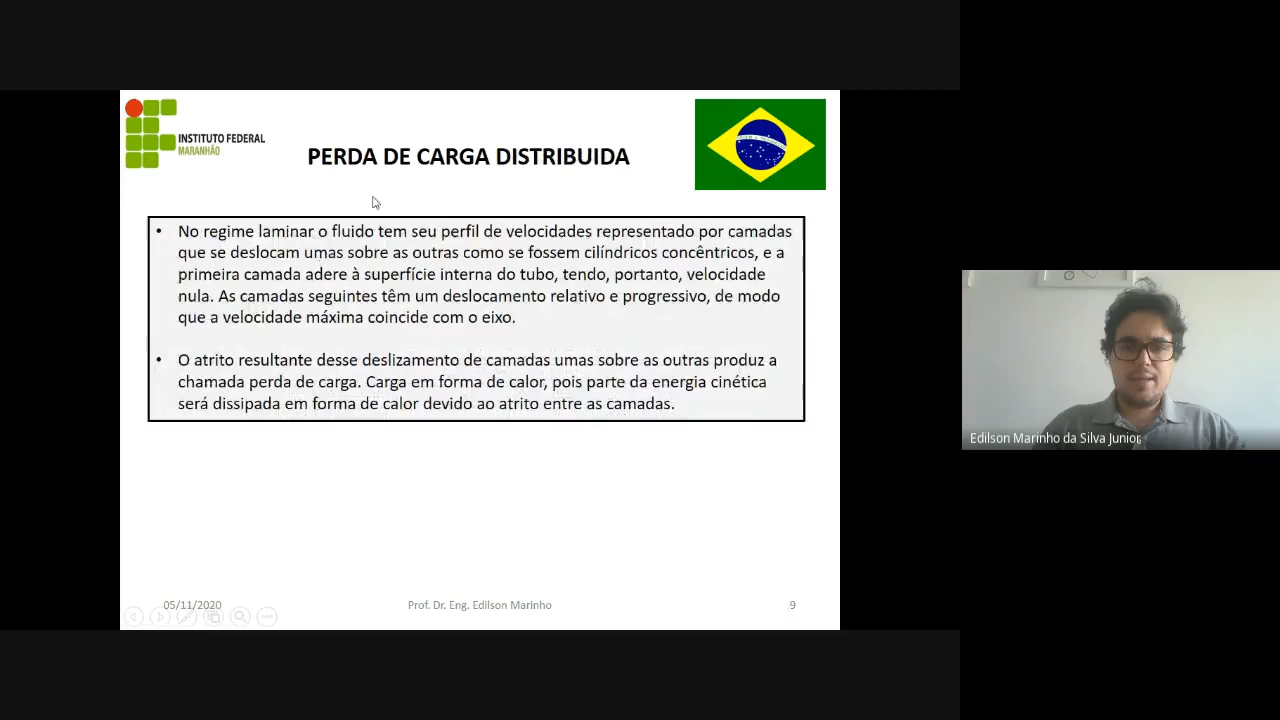 INSTITUTO FEDERAL
MARANHÃO
PERDA DE CARGA DISTRIBUIDA
• No regime laminar o fluido tem seu perfil de velocidades representado por camadas
que se deslocam umas sobre as outras como se fossem cilíndricos concêntricos, e a
primeira camada adere à superfície interna do tubo, tendo, portanto, velocidade
nula. As camadas seguintes têm um deslocamento relativo e progressivo, de modo
que a velocidade máxima coincide com o eixo.
• O atrito resultante desse deslizamento de camadas umas sobre as outras produz a
chamada perda de carga. Carga em forma de calor, pois parte da energia cinética
será dissipada em forma de calor devido ao atrito entre as camadas.
Edilson Marinho da Silva Junior
05/11/2020
Prof. Dr. Eng. Edilson Marinho
9